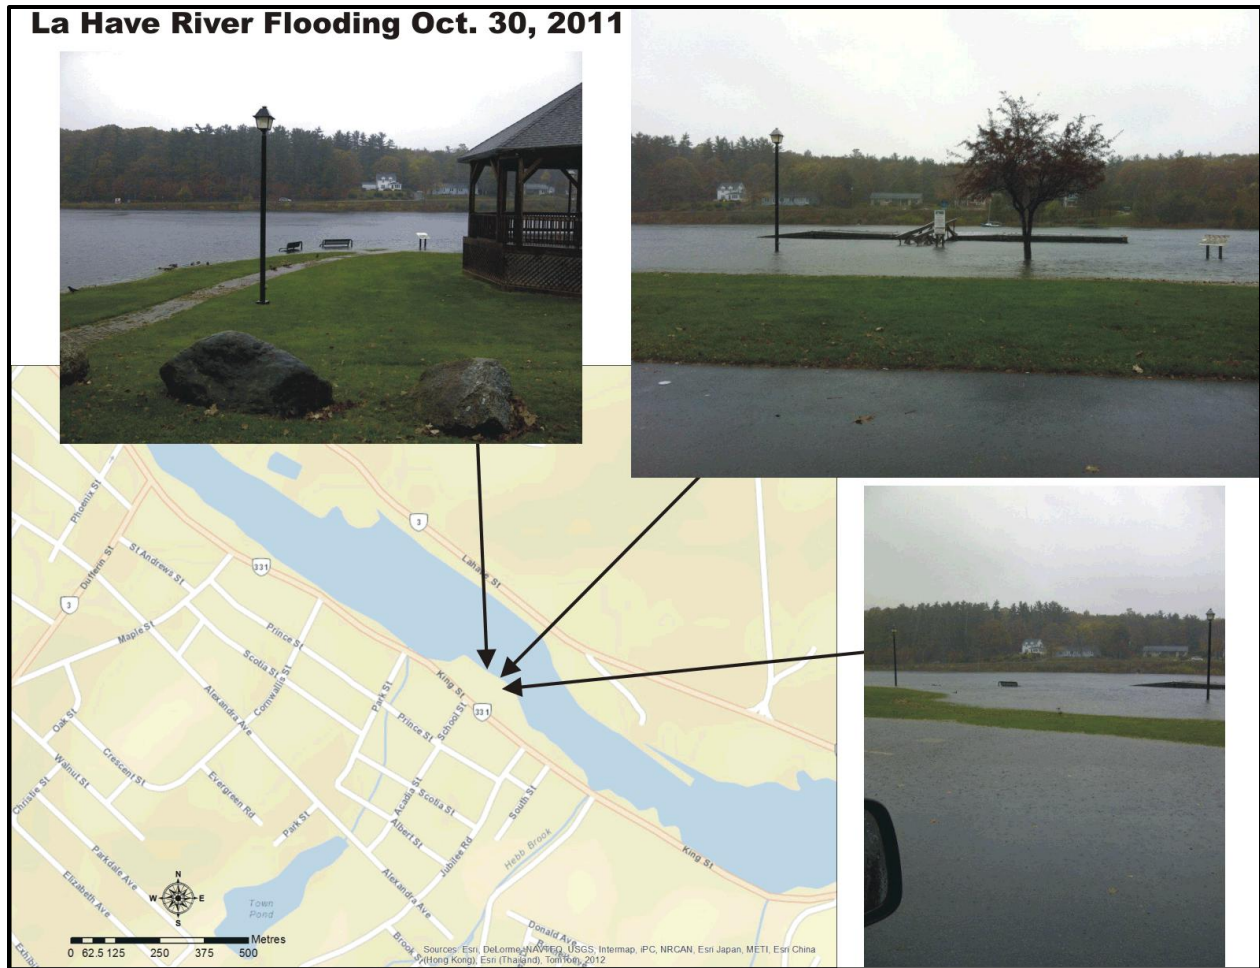 La Have River Flooding Oct. 30, 2011
Phoenix St
3
Lahave St
Dufferin St
St Andrews St
331
3
Maple St
Prince St
Scotia St
Cornwallis St
Park St
King St
School St
331
Alexandra Ave
Prince St
Oak St
Crescent St
Walnut St
Christie St
Evergreen Rd
Park St
Acadia St
Scotia St
Albert St
South St
Jubilee Rd
Hebb Brook
King St
Parkdale Ave
Elizabeth Ave
Alexandra Ave
N
W E
S
Town
Pond
Donald Ave
Metres
0 62.5 125 250 375 500
Sources: Esri, DeLorme, NAVTEQ, USGS, Intermap, iPC, NRCAN, Esri Japan, METI, Esri China
(Hong Kong), Esri (Thailand), TomTom, 2012